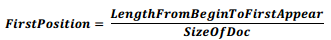 FirstPosition = LengthFromBeginToFirstAppear / SizeOfDoc